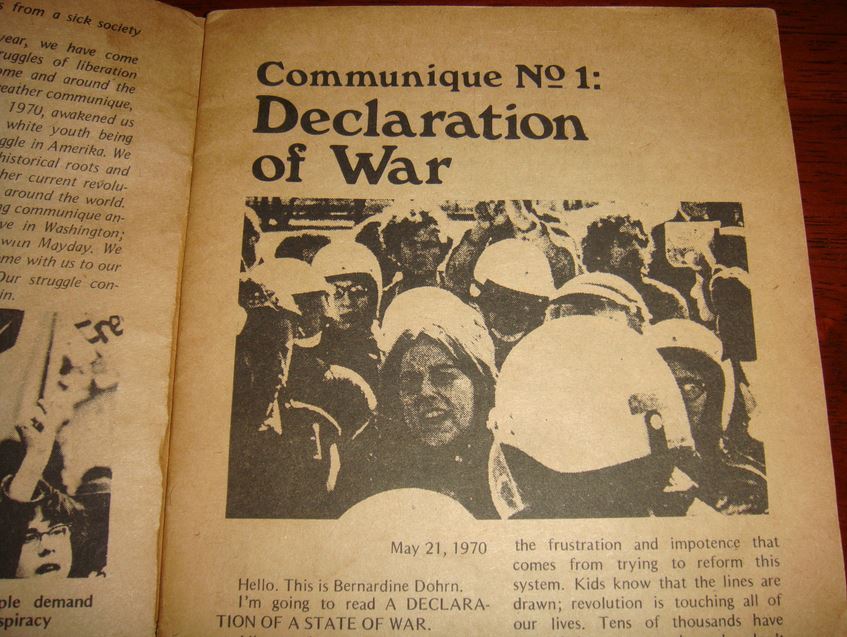 s from a sick society
year, we have come
ruggles of liberation
ome and around the
eather communique,
1970, awakened us
white youth being
ggle in Amerika. We
historical roots and
her current revolu-
around the world.
ng communique an-
ve in Washington;
with Mayday. We
me with us to our
Our struggle con-
in.
ple demand
spiracy
Communique No 1:
Declaration
of War
May 21, 1970
Hello. This is Bernardine Dohrn.
I'm going to read A DECLARA-
TION OF A STATE OF WAR.
the frustration and impotence that
comes from trying to reform this
system. Kids know that the lines are
drawn; revolution is touching all of
our lives. Tens of thousands have